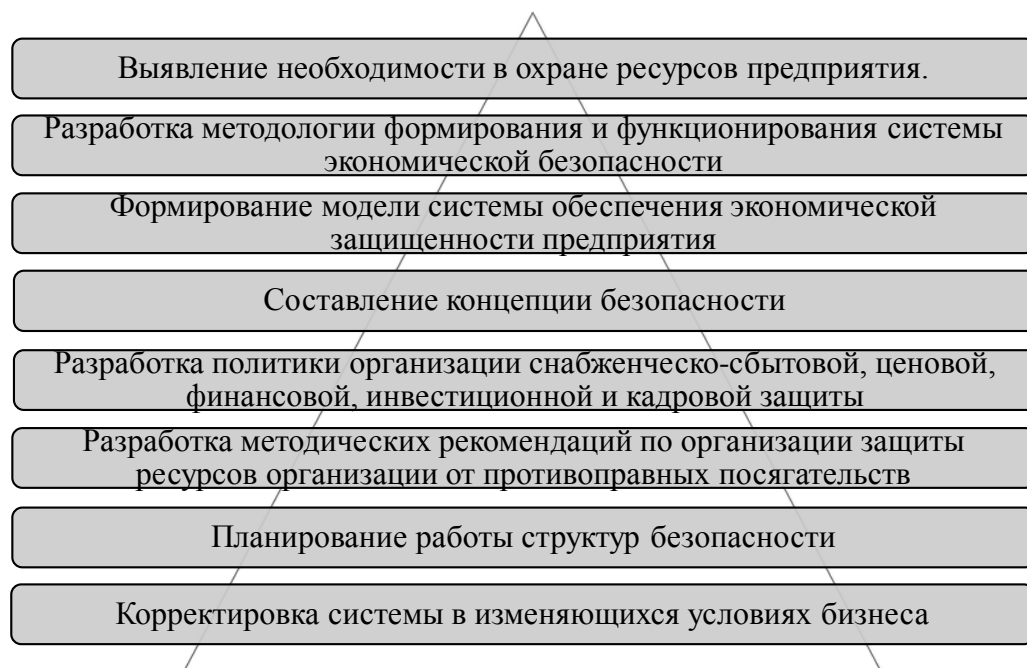 Выявление необходимости в охране ресурсов предприятия.
Разработка методологии формирования и функционирования системы
экономической безопасности
Формирование модели системы обеспечения экономической
защищенности предприятия
Составление концепции безопасности
Разработка политики организации снабженческо-сбытовой, ценовой,
финансовой, инвестиционной и кадровой защиты
Разработка методических рекомендаций по организации защиты
ресурсов организации от противоправных посягательств
Планирование работы структур безопасности
Корректировка системы в изменяющихся условиях бизнеса